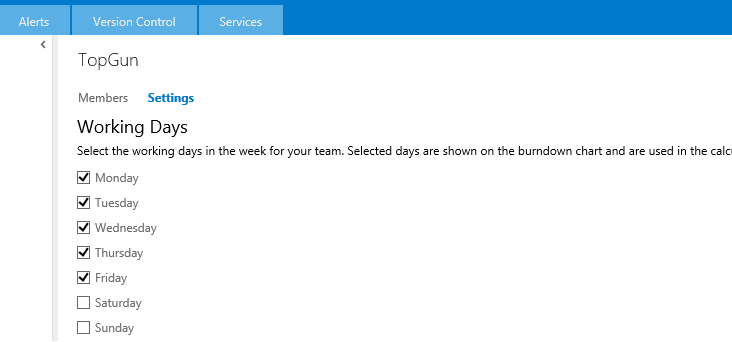 Alerts Version Control Services
TopGun
Members Settings
Working Days
Select the working days in the week for your team. Selected days are shown on the burndown chart and are used in the calcu
Monday
Tuesday
Wednesday
Thursday
Friday
Saturday
Sunday